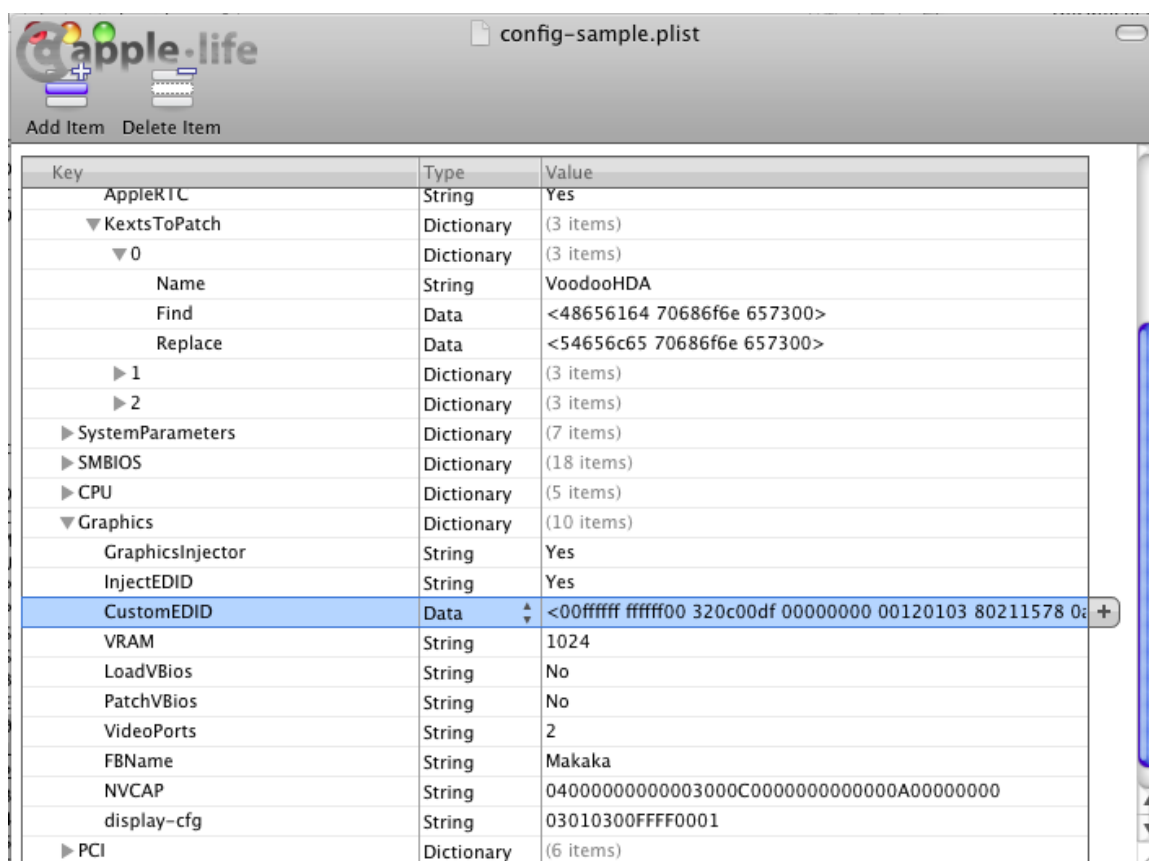 apple·life
config-sample.plist
Add Item Delete Item
Key Type Value
AppleRTC String Yes
KextsToPatch Dictionary (3 items)
0 Dictionary (3 items)
Name String VoodooHDA
Find Data <48656164 70686f6e 657300>
Replace Data <54656c65 70686f6e 657300>
1 Dictionary (3 items)
2 Dictionary (3 items)
SystemParameters Dictionary (7 items)
SMBIOS Dictionary (18 items)
CPU Dictionary (5 items)
Graphics Dictionary (10 items)
GraphicsInjector String Yes
InjectEDID String Yes
CustomEDID Data <00ffffff ffffff00 320c00df 00000000 00120103 80211578
VRAM String 1024
LoadVBios String No
PatchVBios String No
VideoPorts String 2
FBName String Makaka
NVCAP String 04000000000003000C0000000000000A00000000
display-cfg String 03010300FFFF0001
PCI Dictionary (6 items)